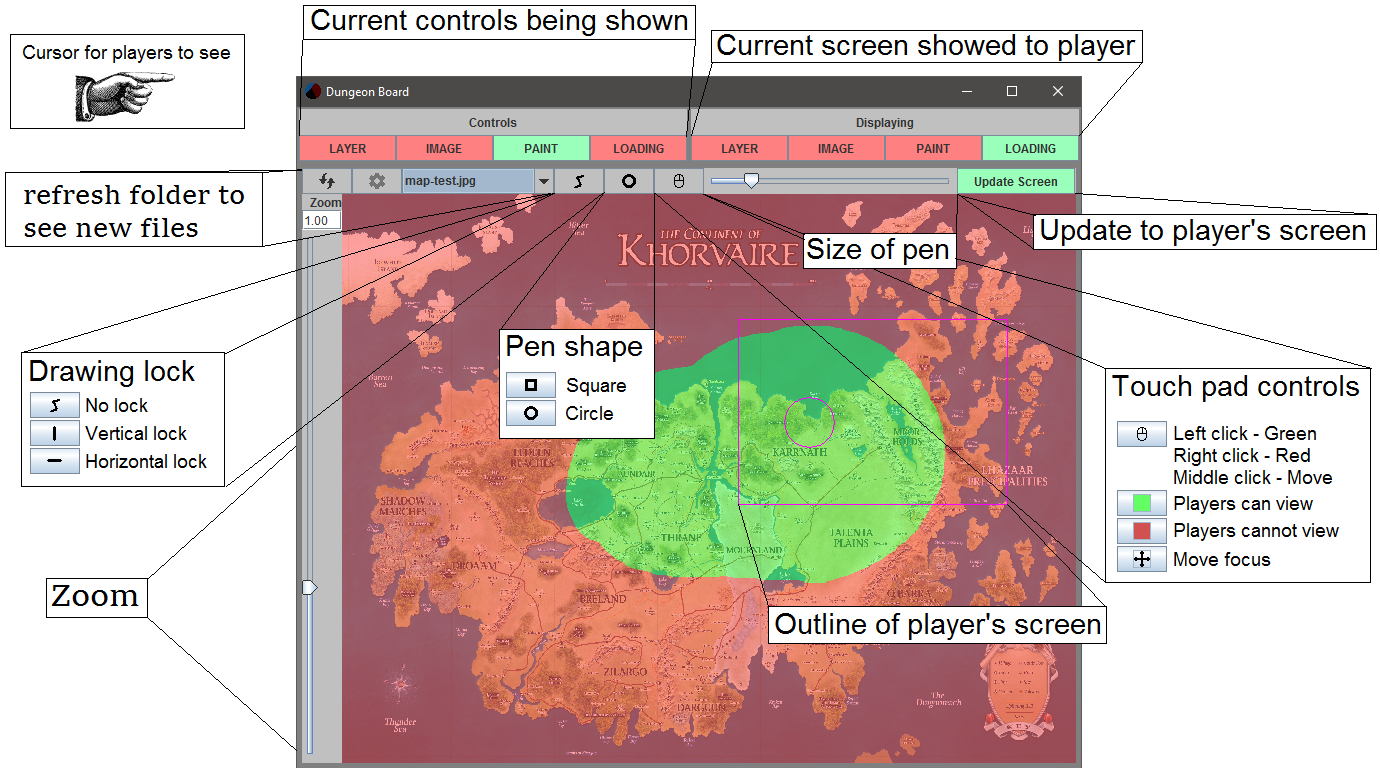 Current controls being shown
Cursor for players to see
Current screen showed to player
Dungeon Board
Controls
Displaying
LAYER IMAGE PAINT LOADING
LAYER IMAGE PAINT LOADING
map-test.jpg
Update Screen
refresh folder to
see new files
Zoom
1.00
Update to player's screen
THE CONTINENT OF
KHORVAIRE
Size of pen
Pen shape
Square
Circle
Drawing lock
No lock
Vertical lock
Horizontal lock
Touch pad controls
Left click - Green
Right click - Red
Middle click - Move
Players can view
Players cannot view
Move focus
KARRNATH
MROR
HOLDS
LHAZAAR
PRINCIPALITIES
ELDEEN
REACHES
AUNDAIR
SHADOW
MARCHES
THRANE
MOURNLAND
TALENTA
PLAINS
DROAAM
BRELAND
Q'BARRA
Zoom
Outline of player's screen
ZILARGO
DARGUUN
Thunder
Sea
The
Dragonreach